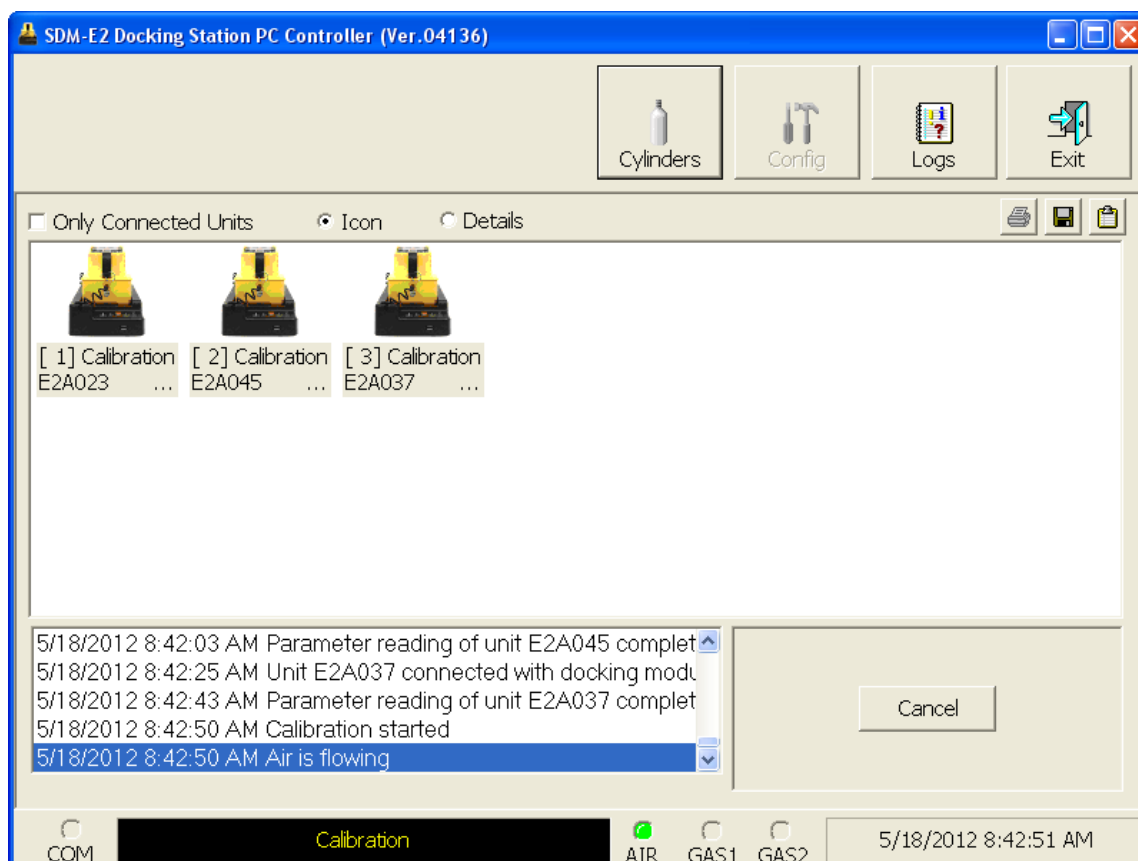 SDM-E2 Docking Station PC Controller (Ver.04136)
Cylinders
Config
Logs
Exit
Only Connected Units
Icon
Details
[ 1] Calibration
E2A023 ...
[ 2] Calibration
E2A045 ...
[ 3] Calibration
E2A037 ...
5/18/2012 8:42:03 AM Parameter reading of unit E2A045 complet
5/18/2012 8:42:25 AM Unit E2A037 connected with docking modu
5/18/2012 8:42:43 AM Parameter reading of unit E2A037 complet
5/18/2012 8:42:50 AM Calibration started
5/18/2012 8:42:50 AM Air is flowing
Cancel
COM
Calibration
AIR
GAS1
GAS2
5/18/2012 8:42:51 AM